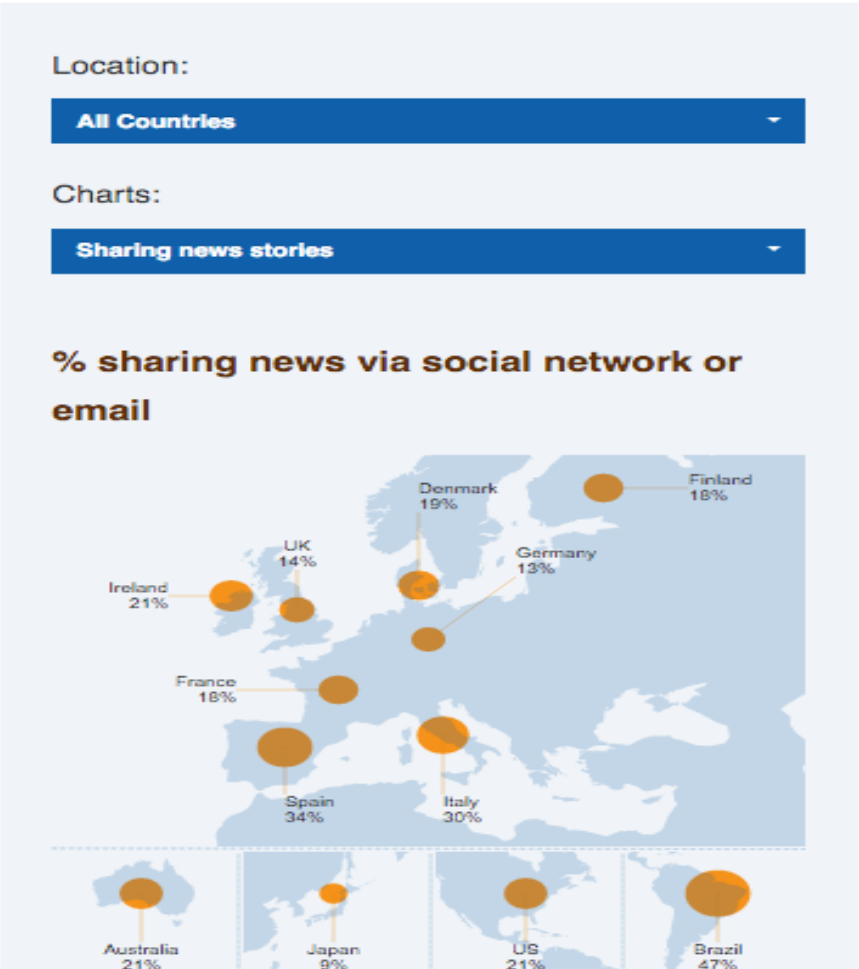 Location:
All Countries
Charts:
Sharing news stories
% sharing news via social network or
email
Denmark
19%
Finland
18%
UK
14%
Germany
13%
Ireland
21%
France
18%
Spain
34%
Italy
30%
Australia
21%
Japan
9%
US
21%
Brazil
47%